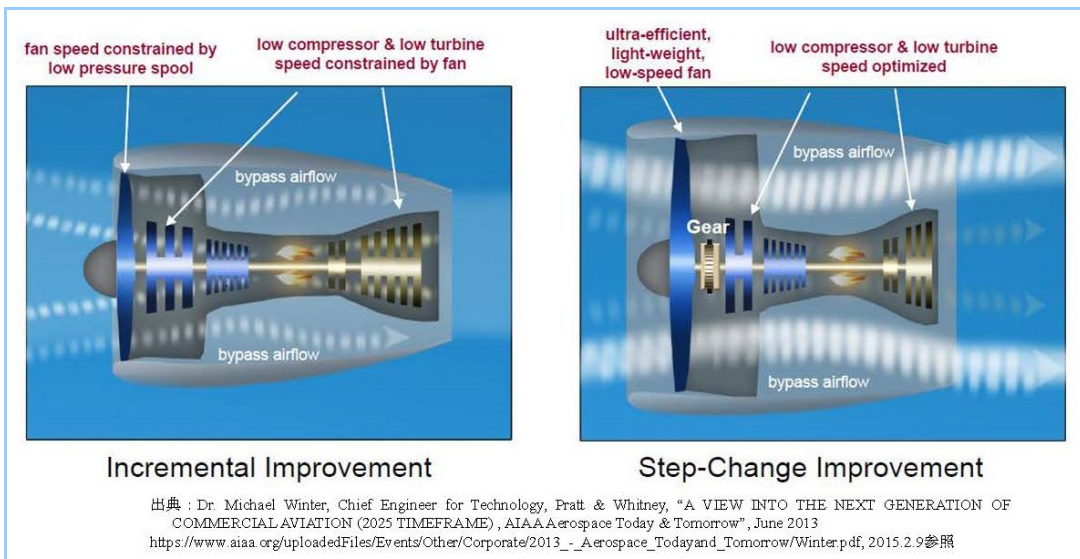 fan speed constrained by
low pressure spool
low compressor & low turbine
speed constrained by fan
bypass airflow
bypass airflow
Incremental Improvement
ultra-efficient,
light-weight,
low-speed fan
low compressor & low turbine
speed optimized
bypass airflow
Gear
bypass airflow
Step-Change Improvement
出典：Dr. Michael Winter, Chief Engineer for Technology, Pratt & Whitney, “A VIEW INTO THE NEXT GENERATION OF
COMMERCIAL AVIATION (2025 TIMEFRAME) , AIAA Aerospace Today & Tomorrow”, June 2013
https://www.aiaa.org/uploadedFiles/Events/Other/Corporate/2013_-_Aerospace_Todayand_Tomorrow/Winter.pdf, 2015.2.9参照